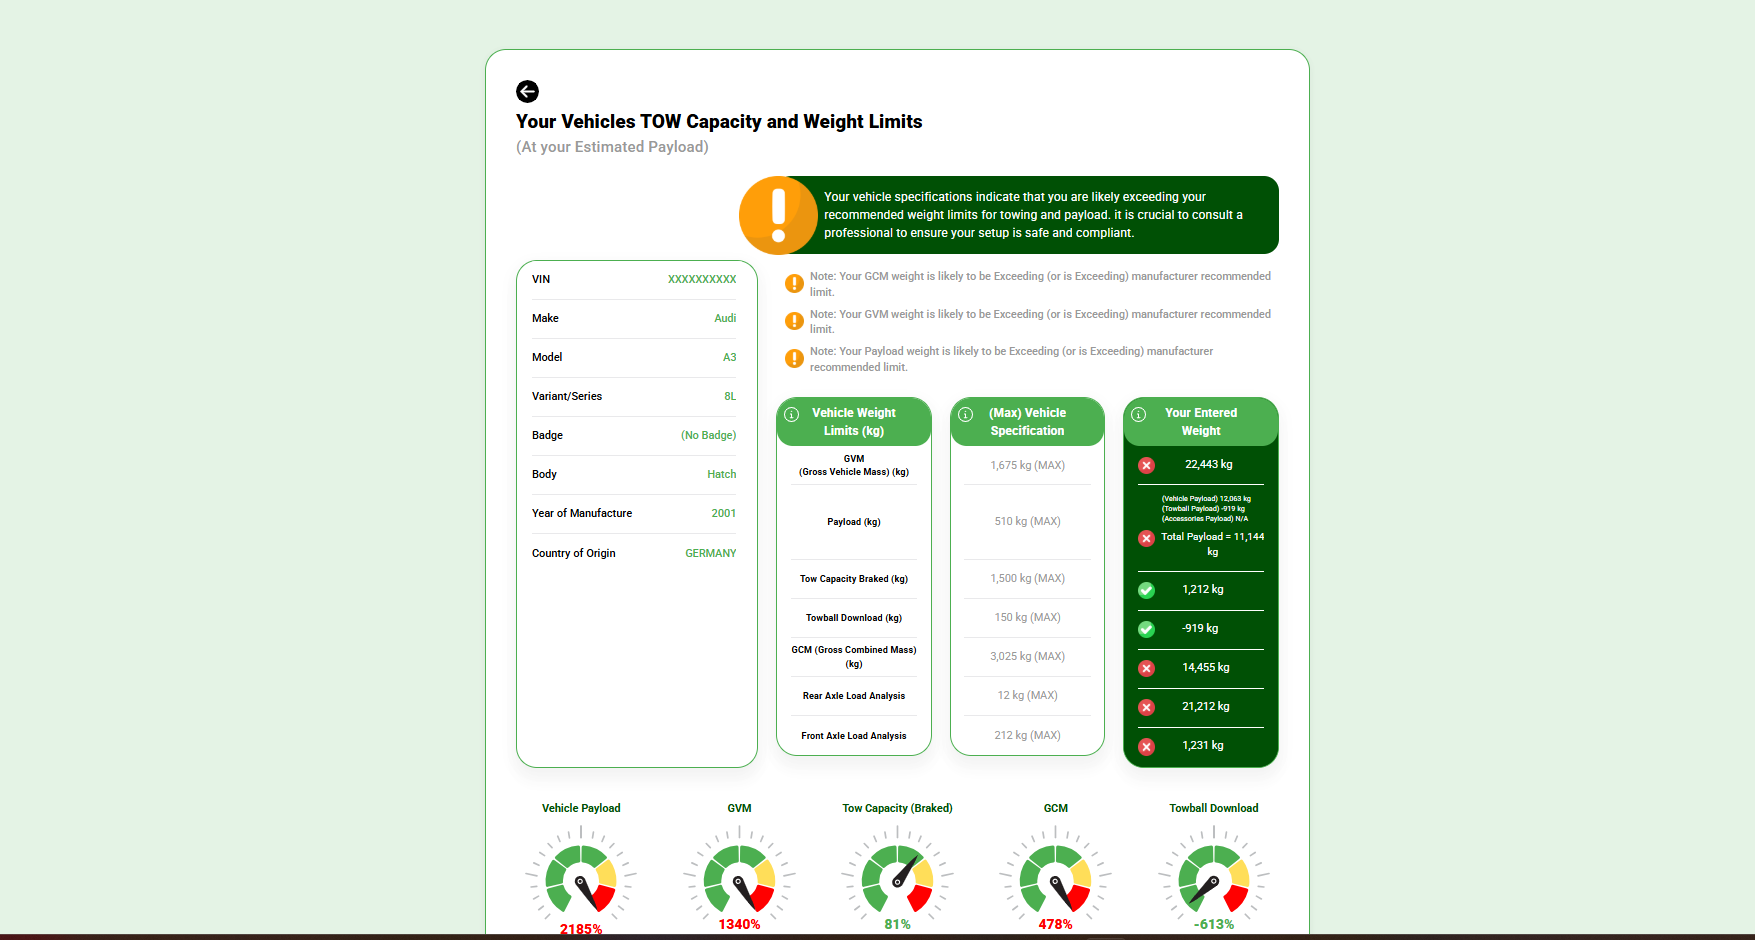 Your Vehicles TOW Capacity and Weight Limits
(At your Estimated Payload)
Your vehicle specifications indicate that you are likely exceeding your
recommended weight limits for towing and payload. it is crucial to consult a
professional to ensure your setup is safe and compliant.
VIN XXXXXXXXXX
Make Audi
Model A3
Variant/Series 8L
Badge (No Badge)
Body Hatch
Year of Manufacture 2001
Country of Origin GERMANY
Note: Your GCM weight is likely to be Exceeding (or is Exceeding) manufacturer recommended
limit.
Note: Your GVM weight is likely to be Exceeding (or is Exceeding) manufacturer recommended
limit.
Note: Your Payload weight is likely to be Exceeding (or is Exceeding) manufacturer
recommended limit.
Vehicle Weight
Limits (kg)
GVM
(Gross Vehicle Mass) (kg)
Payload (kg)
Tow Capacity Braked (kg)
Towball Download (kg)
GCM (Gross Combined Mass)
(kg)
Rear Axle Load Analysis
Front Axle Load Analysis
(Max) Vehicle
Specification
1,675 kg (MAX)
510 kg (MAX)
1,500 kg (MAX)
150 kg (MAX)
3,025 kg (MAX)
12 kg (MAX)
212 kg (MAX)
Your Entered
Weight
22,443 kg
(Vehicle Payload) 12,063 kg
(Towball Payload) -919 kg
(Accessories Payload) N/A
Total Payload = 11,144
kg
1,212 kg
-919 kg
14,455 kg
21,212 kg
1,231 kg
Vehicle Payload
2185%
GVM
1340%
Tow Capacity (Braked)
81%
GCM
478%
Towball Download
-613%